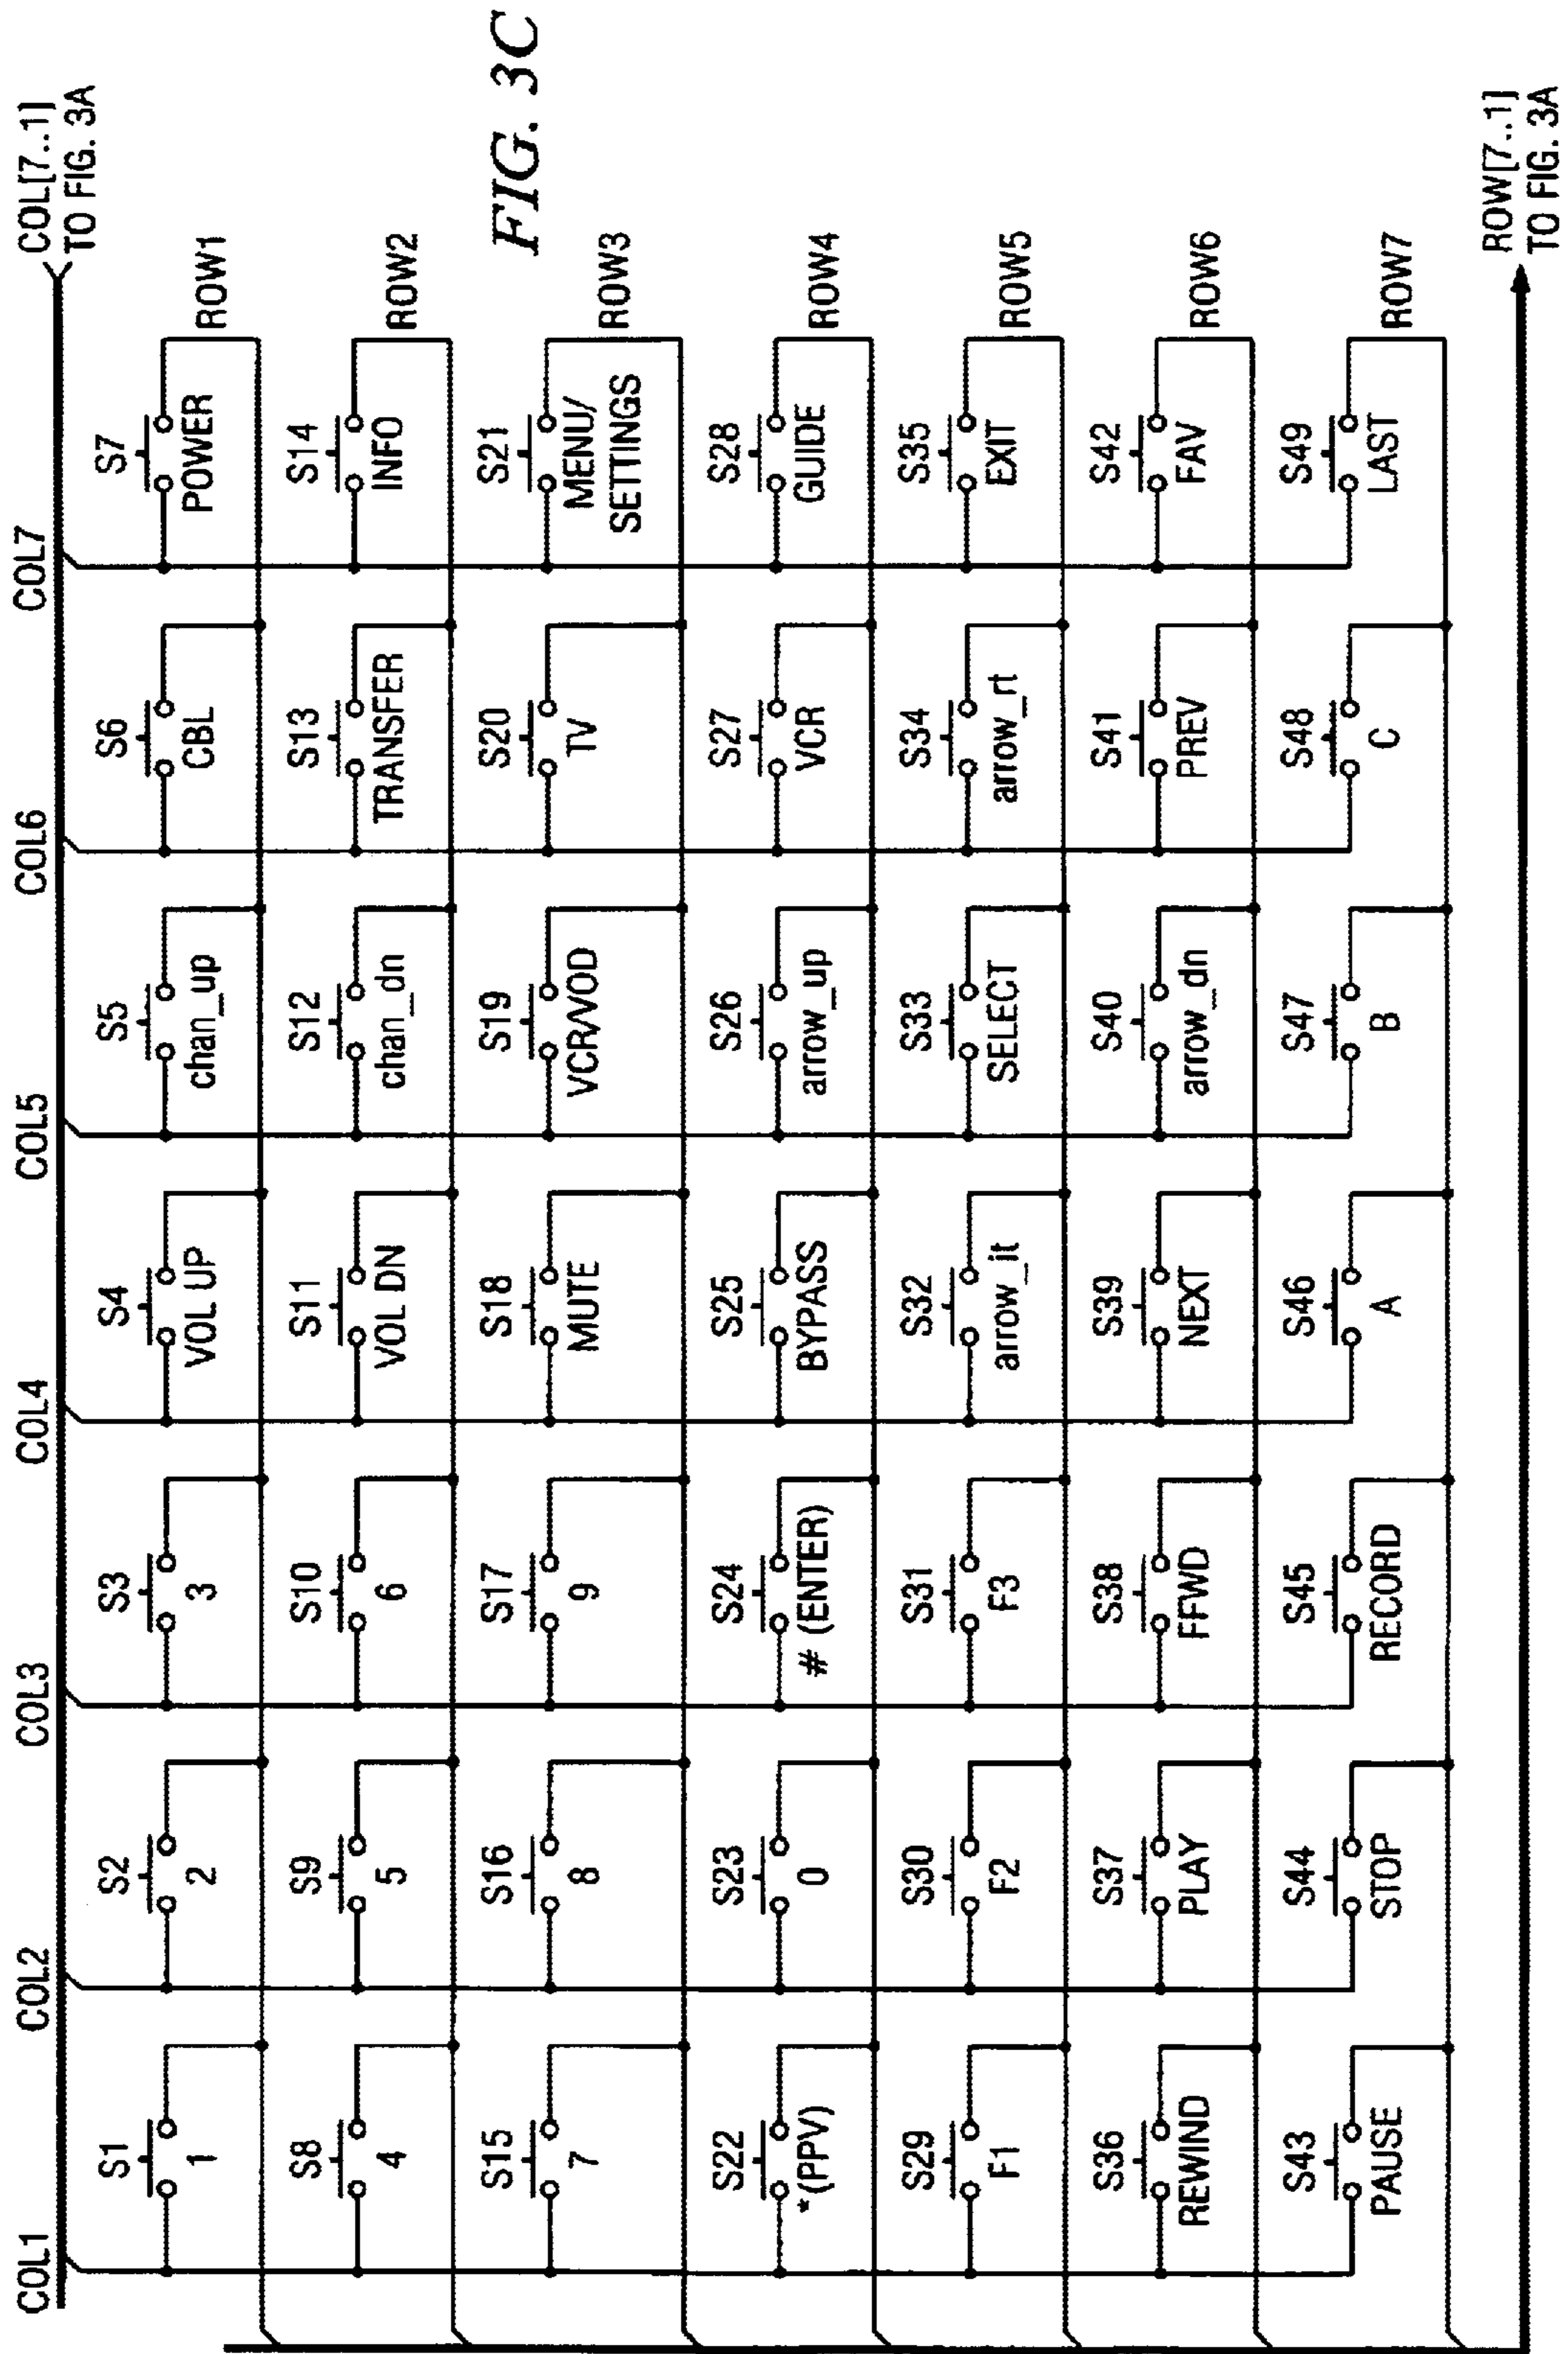 COL1 COL2 COL3 COL4 COL5 COL6 COL7 COL[7..1]
TO FIG. 3A
S1 S2 S3 S4 S5 S6 S7
1 2 3 VOL UP chan_up CBL POWER
ROW1
S8 S9 S10 S11 S12 S13 S14
4 5 6 VOL DN chan_dn TRANSFER INFO
ROW2
FIG. 3C
S15 S16 S17 S18 S19 S20 S21
7 8 9 MUTE VCR/VOD TV MENU/
SETTINGS
ROW3
S22 S23 S24 S25 S26 S27 S28
*(PPV) 0 # (ENTER) BYPASS arrow_up VCR GUIDE
ROW4
S29 S30 S31 S32 S33 S34 S35
F1 F2 F3 arrow_it SELECT arrow_rt EXIT
ROW5
S36 S37 S38 S39 S40 S41 S42
REWIND PLAY FFWD NEXT arrow_dn PREV FAV
ROW6
S43 S44 S45 S46 S47 S48 S49
PAUSE STOP RECORD A B C LAST
ROW7
ROW[7..1]
TO FIG. 3A